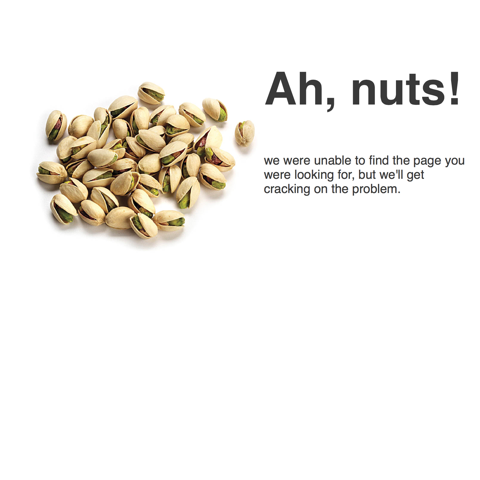 Ah, nuts!
we were unable to find the page you
were looking for, but we'll get
cracking on the problem.